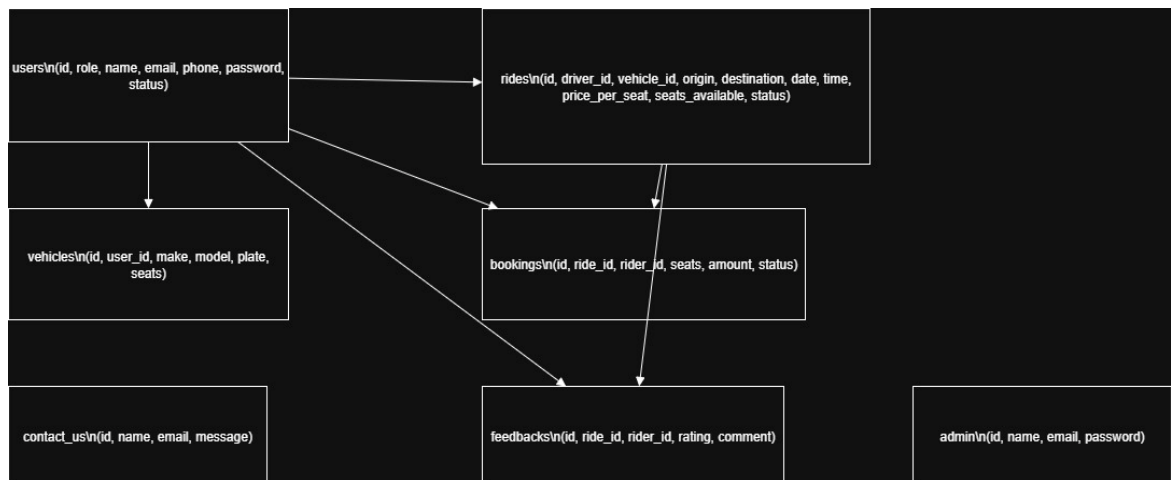 users\n(id, role, name, email, phone, password,
status)
rides\n(id, driver_id, vehicle_id, origin, destination, date, time,
price_per_seat, seats_available, status)
vehicles\n(id, user_id, make, model, plate,
seats)
bookings\n(id, ride_id, rider_id, seats, amount, status)
contact_us\n(id, name, email, message)
feedbacks\n(id, ride_id, rider_id, rating, comment)
admin\n(id, name, email, password)